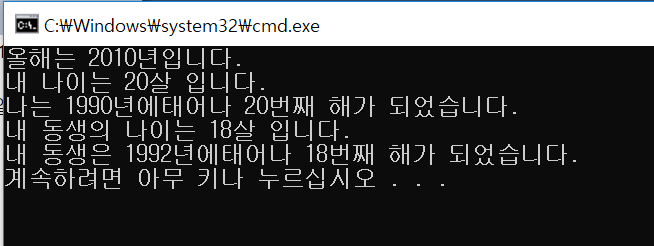 C:₩Windows₩system32₩cmd.exe
올해는 2010년입니다.
내 나이는 20살 입니다.
나는 1990년에태어나 20번째 해가 되었습니다.
내 동생의 나이는 18살 입니다.
내 동생은 1992년에태어나 18번째 해가 되었습니다.
계속하려면 아무 키나 누르십시오 . . .